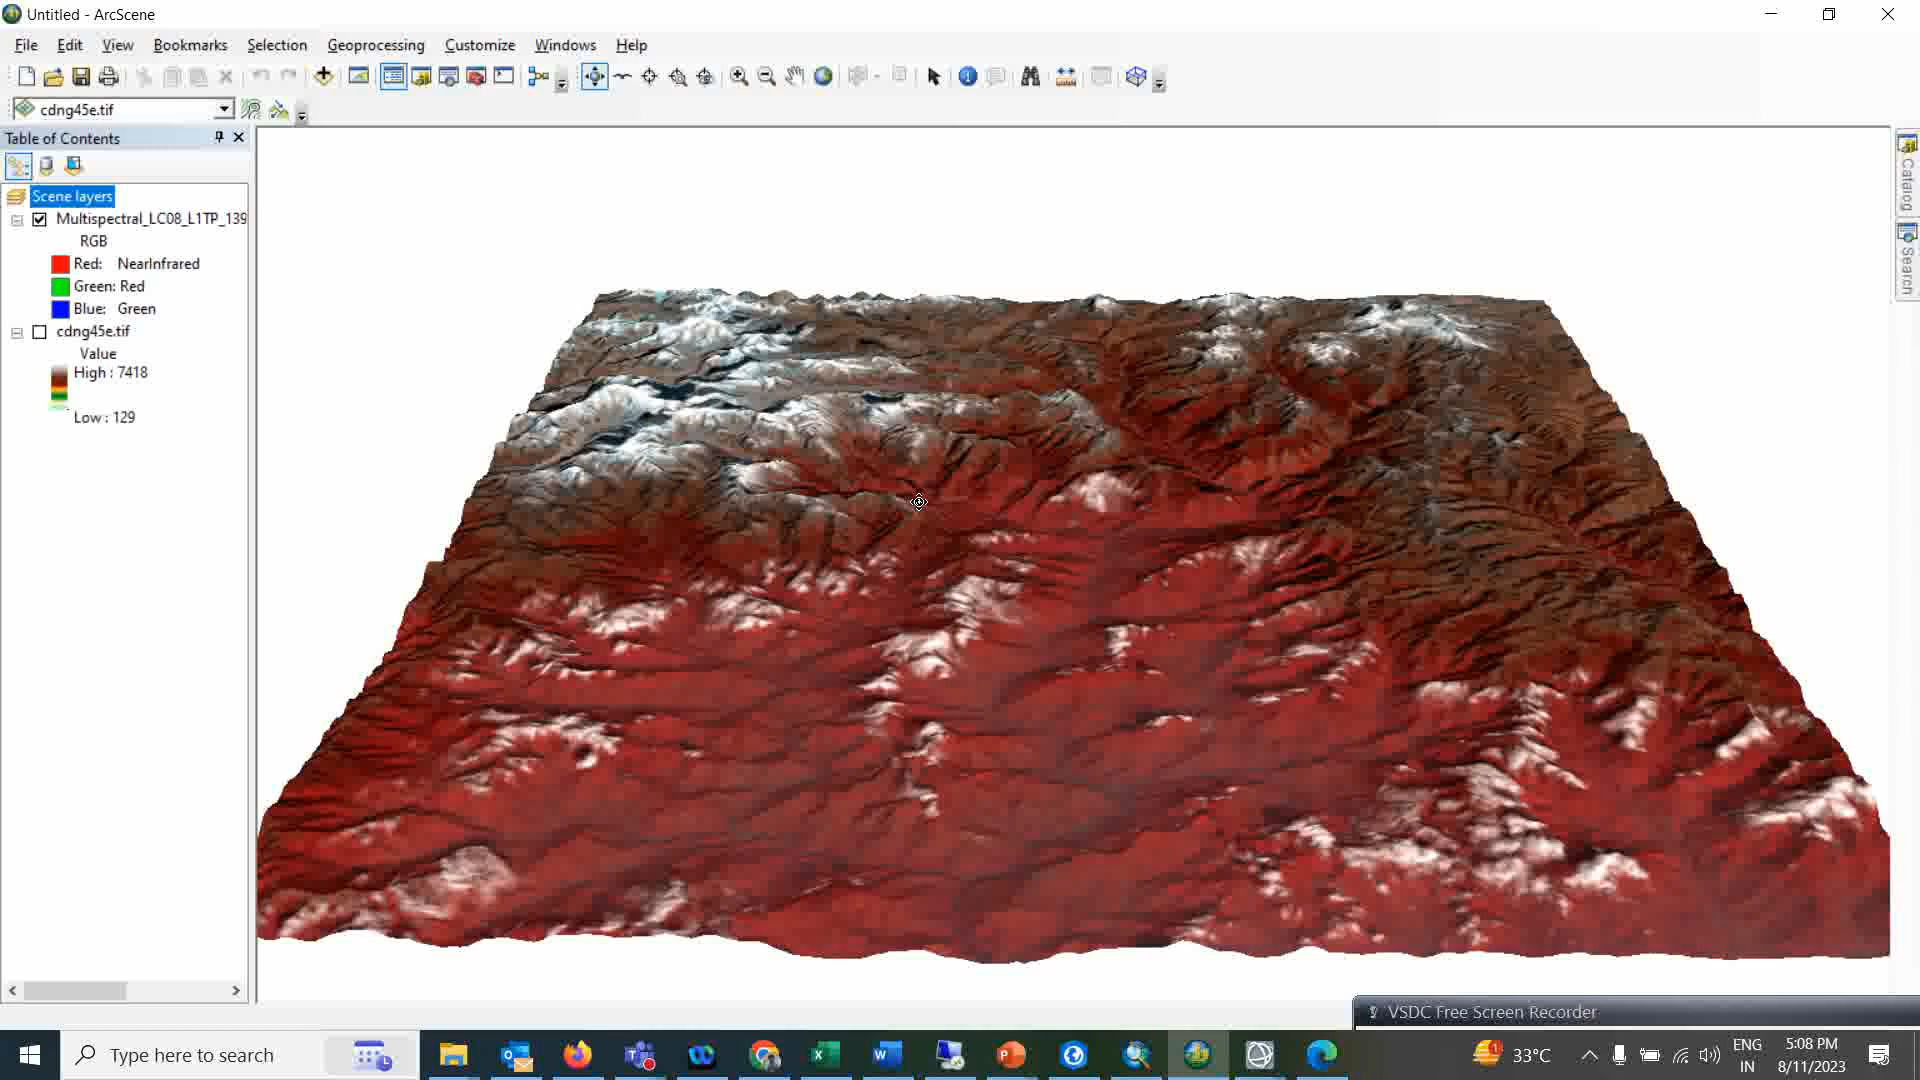 Untitled - ArcScene
File Edit View Bookmarks Selection Geoprocessing Customize Windows Help
cdng45e.tif
Table of Contents
Scene layers
Multispectral_LC08_L1TP_139
RGB
Red: NearInfrared
Green: Red
Blue: Green
cdng45e.tif
Value
High : 7418
Low : 129
Catalog
Search
VSDC Free Screen Recorder
Type here to search
1
33°C
ENG
IN
5:08 PM
8/11/2023